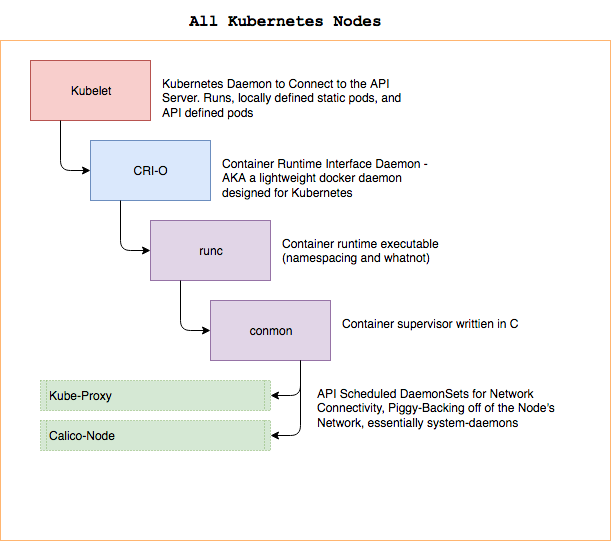 All Kubernetes Nodes
Kubelet
Kubernetes Daemon to Connect to the API
Server. Runs, locally defined static pods, and
API defined pods
CRI-O
Container Runtime Interface Daemon -
AKA a lightweight docker daemon
designed for Kubernetes
runc
Container runtime executable
(namespacing and whatnot)
conmon
Container supervisor writtien in C
Kube-Proxy
API Scheduled DaemonSets for Network
Connectivity, Piggy-Backing off of the Node's
Network, essentially system-daemons
Calico-Node